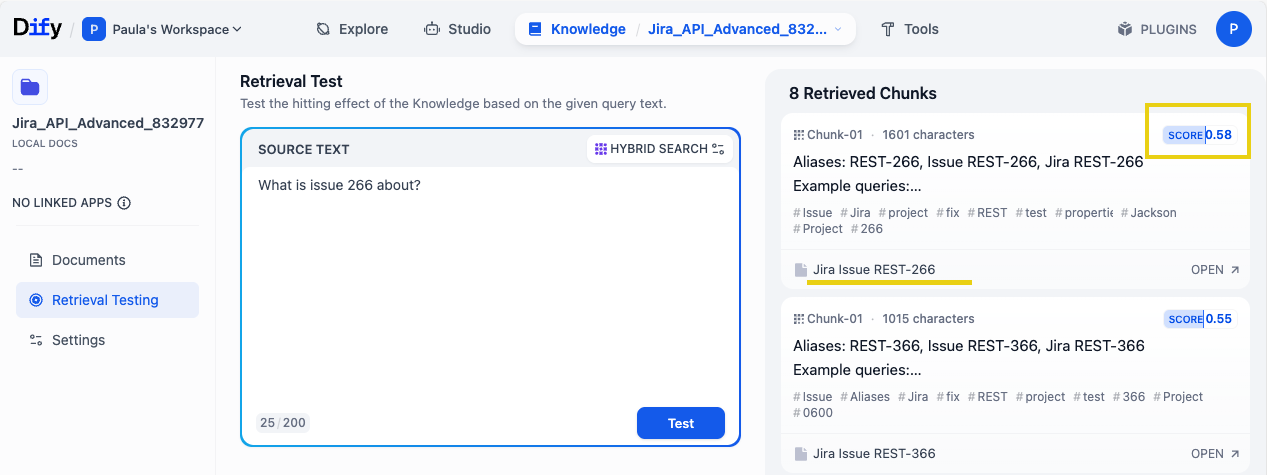 Dify / P Paula's Workspace Explore Studio Knowledge / Jira_API_Advanced_832... Tools PLUGINS P
Jira_API_Advanced_832977
LOCAL DOCS
--
NO LINKED APPS
Documents
Retrieval Testing
Settings
Retrieval Test
Test the hitting effect of the Knowledge based on the given query text.
SOURCE TEXT HYBRID SEARCH
What is issue 266 about?
25 / 200 Test
8 Retrieved Chunks
Chunk-01 · 1601 characters SCORE 0.58
Aliases: REST-266, Issue REST-266, Jira REST-266
Example queries:...
# Issue # Jira # project # fix # REST # test # propertie # Jackson
# Project # 266
Jira Issue REST-266 OPEN
Chunk-01 · 1015 characters SCORE 0.55
Aliases: REST-366, Issue REST-366, Jira REST-366
Example queries:...
# Issue # Aliases # Jira # fix # REST # project # test # 366 # Project
# 0600
Jira Issue REST-366 OPEN